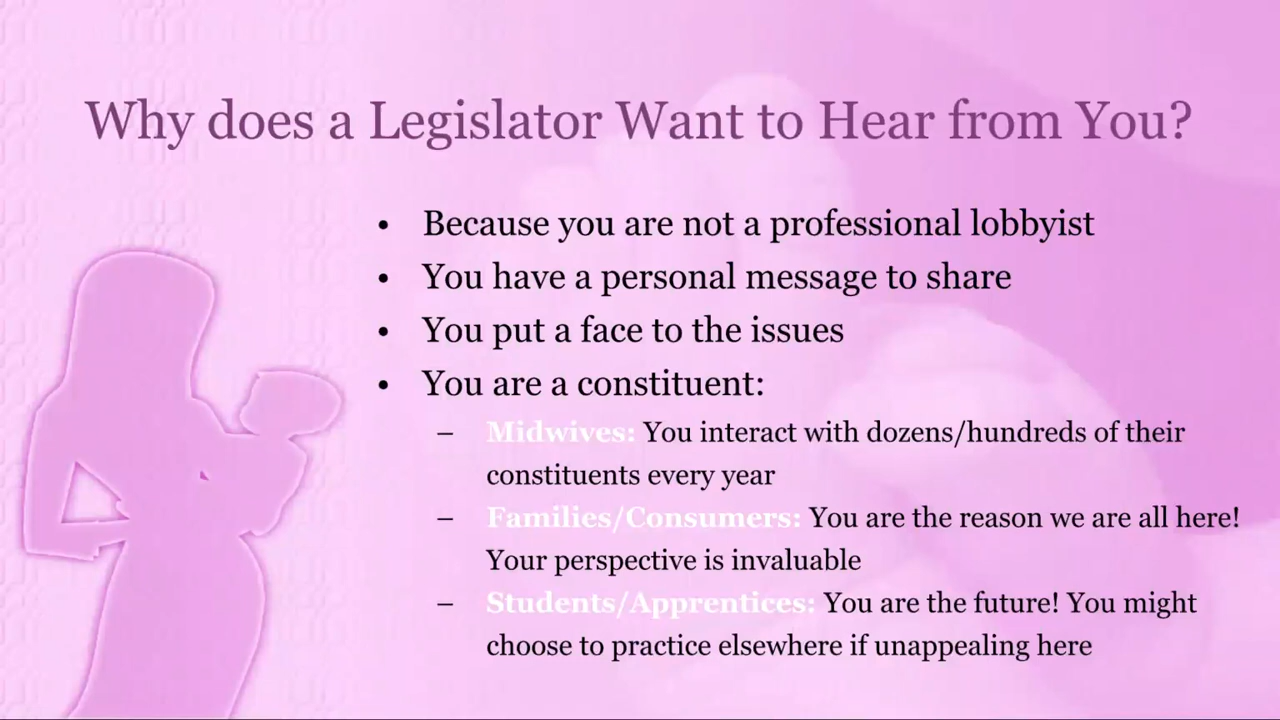 Why does a Legislator Want to Hear from You?
• Because you are not a professional lobbyist
• You have a personal message to share
• You put a face to the issues
• You are a constituent:
– Midwives: You interact with dozens/hundreds of their
constituents every year
– Families/Consumers: You are the reason we are all here!
Your perspective is invaluable
– Students/Apprentices: You are the future! You might
choose to practice elsewhere if unappealing here